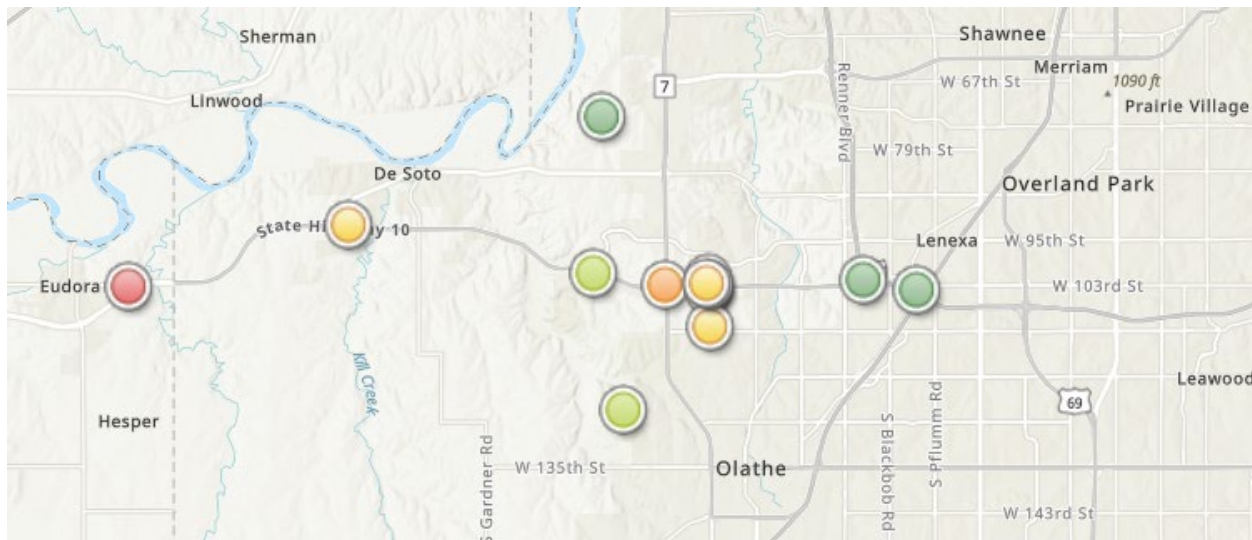 Sherman
Shawnee
Merriam
1090 ft
W 67th St
7
Renner Blvd
Linwood
Prairie Village
W 79th St
De Soto
Overland Park
State Hi
y 10
Lenexa
W 95th St
Eudora
W 103rd St
Kill Creek
Leawood
69
Hesper
S Pflumm Rd
S Blackbob Rd
S Gardner Rd
W 135th St
Olathe
W 143rd St